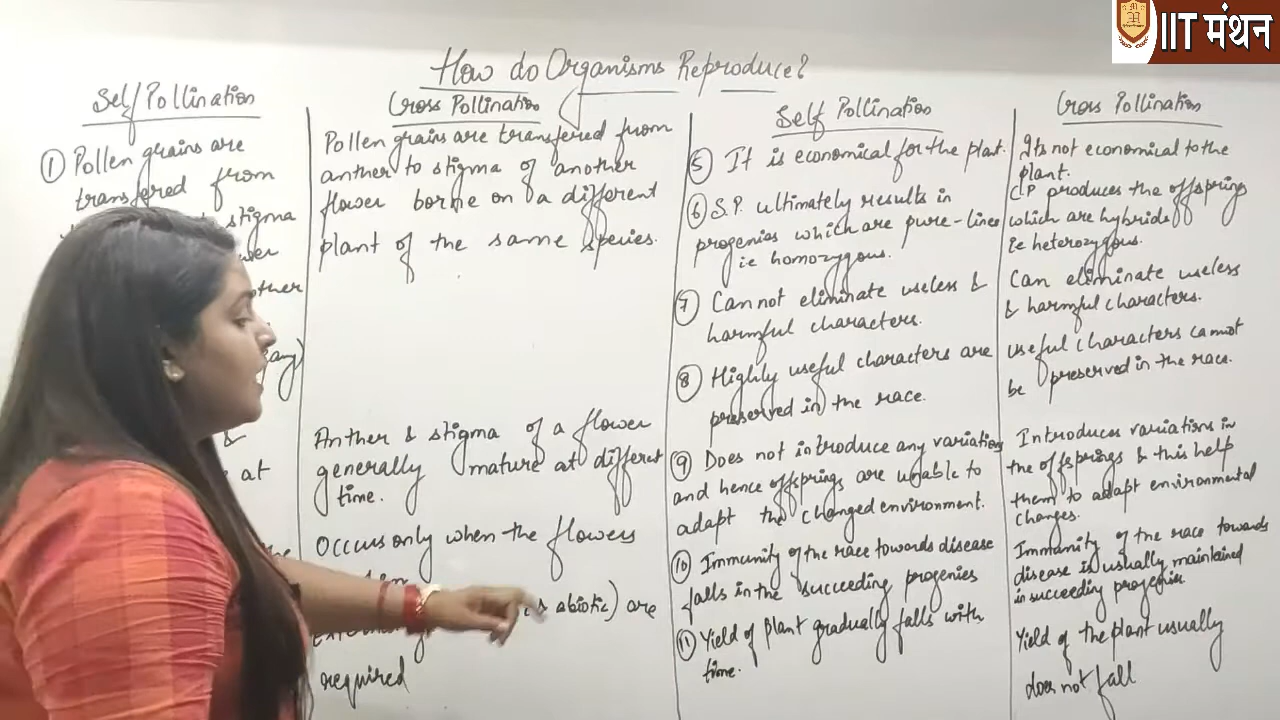 IIT मंथन
How do Organisms Reproduce?
Self Pollination
① Pollen grains are
transfered from
stigma
other
&
at
Cross Pollination
Pollen grains are transfered from
anther to stigma of another
flower borne on a different
plant of the same species.
Anther & stigma of a flower
generally mature at different
time.
Occurs only when the flowers
abiotic) are
required
Self Pollination
⑤ It is economical for the plant.
⑥ S.P. ultimately results in
progenies which are pure-lines
i.e homozygous.
⑦ Cannot eliminate useless &
harmful characters.
⑧ Highly useful characters are
preserved in the race.
⑨ Does not introduce any variations
and hence offsprings are unable to
adapt the changed environment.
⑩ Immunity of the race towards disease
falls in the succeeding progenies
⑪ Yield of plant gradually falls with
time.
Cross Pollination
Its not economical to the
plant.
C.P produces the offsprings
which are hybrids
i.e heterozygous.
Can eliminate useless
& harmful characters.
Useful characters cannot
be preserved in the race.
Introduces variations in
the offsprings & this help
them to adapt environmental
changes.
Immunity of the race towards
disease is usually maintained
in succeeding progenies
Yield of the plant usually
does not fall